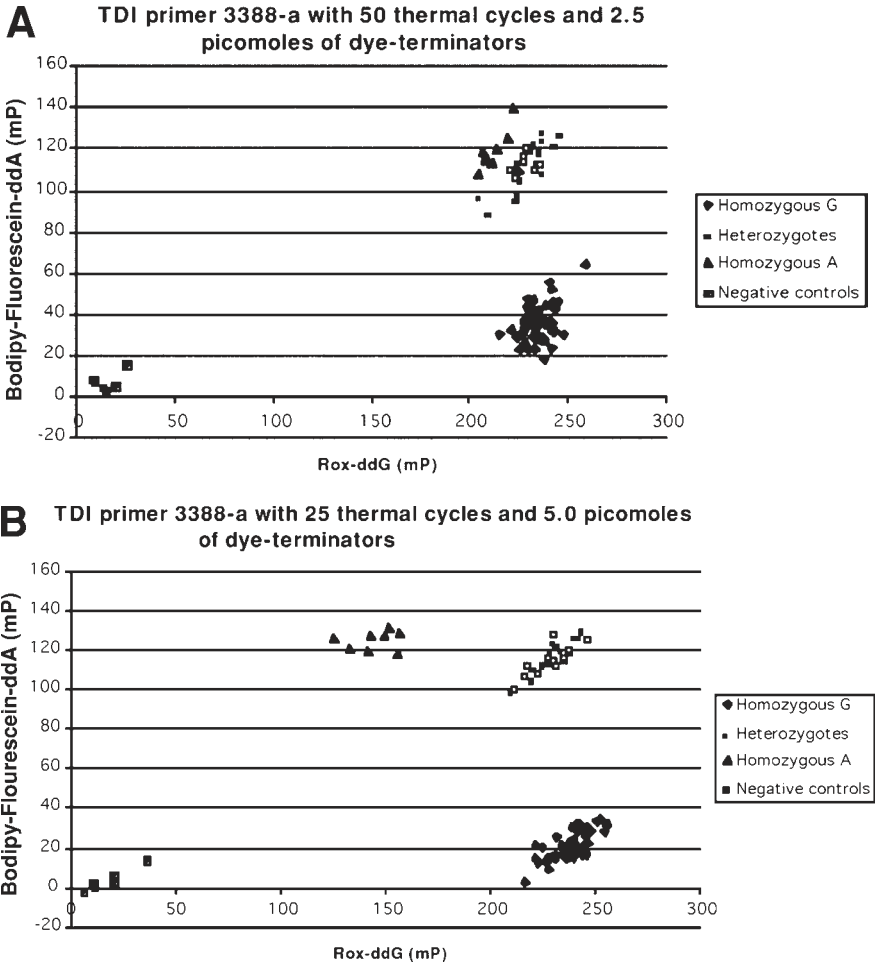 A
TDI primer 3388-a with 50 thermal cycles and 2.5
picomoles of dye-terminators
Bodipy-Fluorescein-ddA (mP)
160
140
120
100
80
60
40
20
0
-20
0 50 100 150 200 250 300
Rox-ddG (mP)
Homozygous G
Heterozygotes
Homozygous A
Negative controls
B
TDI primer 3388-a with 25 thermal cycles and 5.0 picomoles
of dye-terminators
Bodipy-Flourescein-ddA (mP)
160
140
120
100
80
60
40
20
0
-20
0 50 100 150 200 250 300
Rox-ddG (mP)
Homozygous G
Heterozygotes
Homozygous A
Negative controls